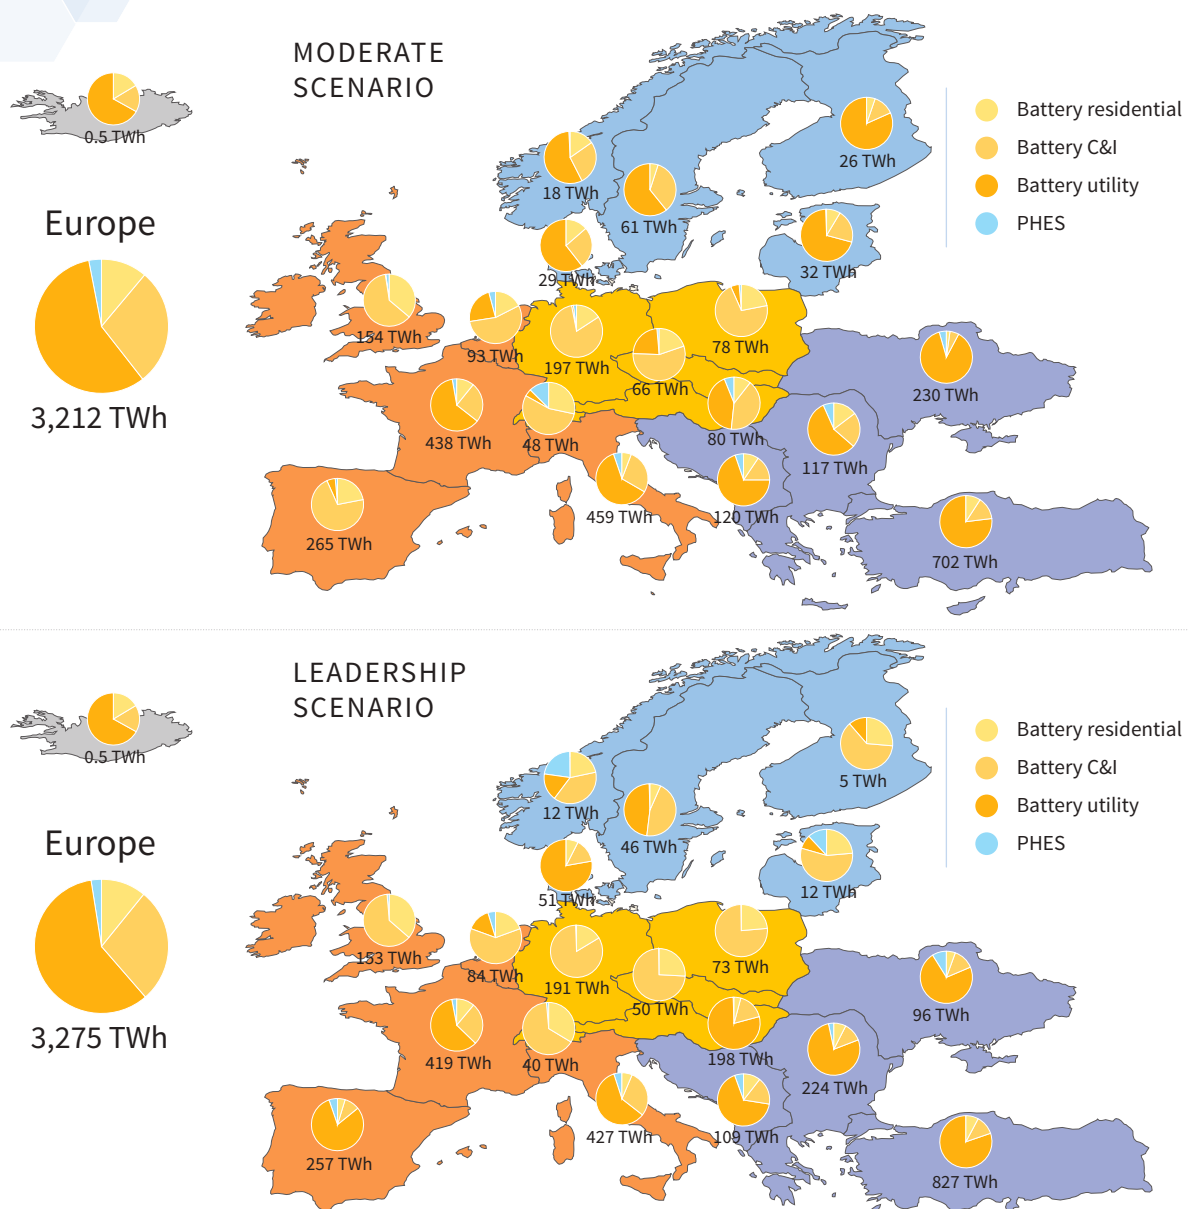 MODERATE
SCENARIO
0.5 TWh
Europe
3,212 TWh
Battery residential
Battery C&I
Battery utility
PHES
26 TWh
18 TWh
61 TWh
32 TWh
29 TWh
154 TWh
93 TWh
197 TWh
78 TWh
66 TWh
230 TWh
438 TWh
48 TWh
80 TWh
117 TWh
459 TWh
120 TWh
265 TWh
702 TWh
LEADERSHIP
SCENARIO
0.5 TWh
Europe
3,275 TWh
Battery residential
Battery C&I
Battery utility
PHES
5 TWh
12 TWh
46 TWh
12 TWh
51 TWh
153 TWh
84 TWh
191 TWh
73 TWh
50 TWh
96 TWh
419 TWh
40 TWh
198 TWh
224 TWh
427 TWh
109 TWh
257 TWh
827 TWh